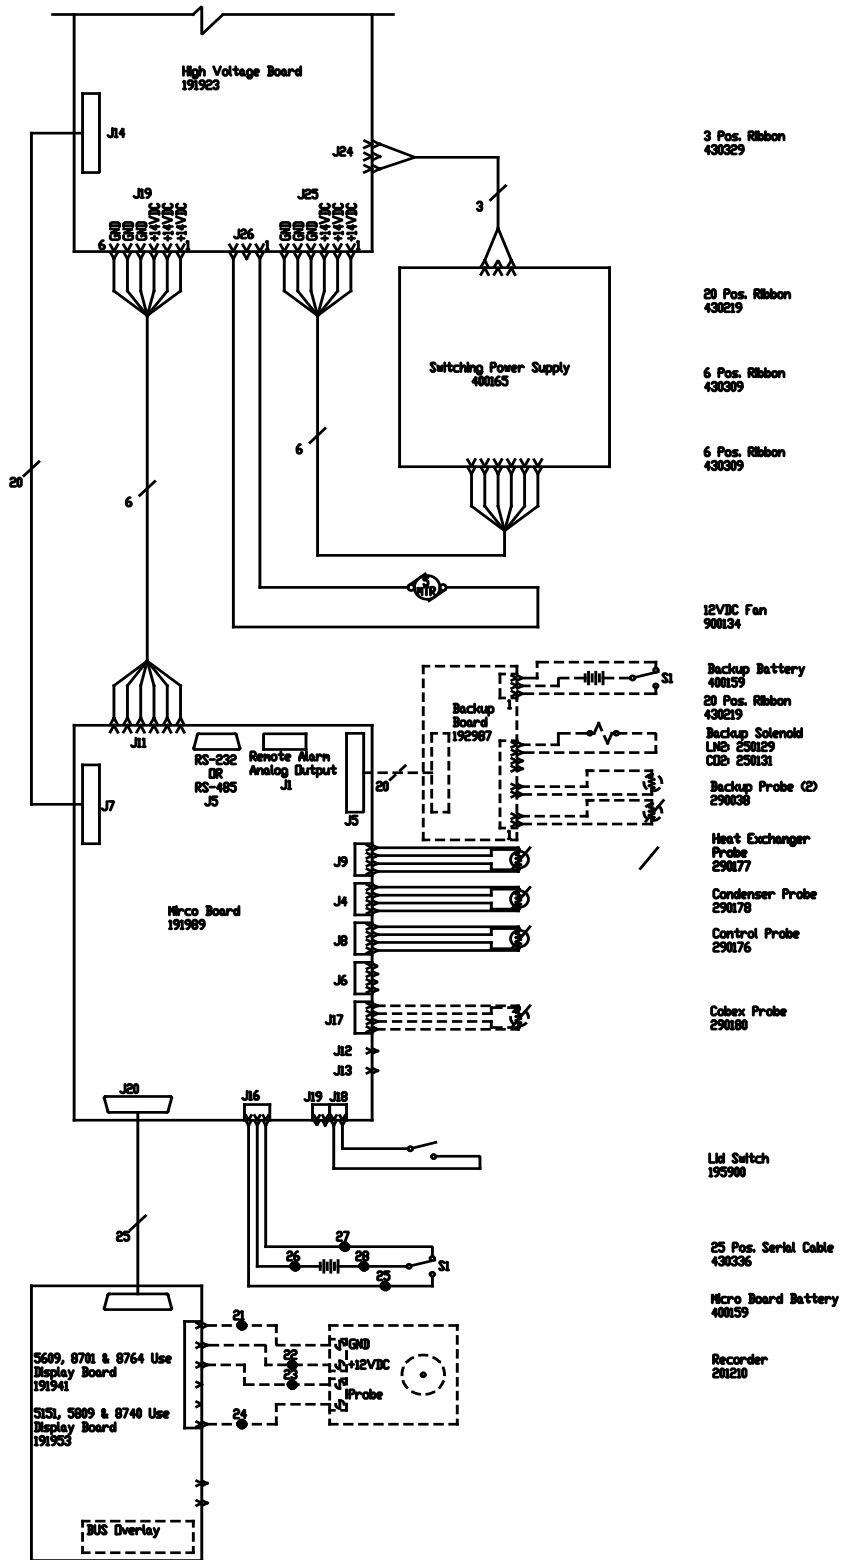 High Voltage Board
191923
J14
J24
J19
GND
GND
GND
+14VDC
+14VDC
+14VDC
6
1
J26
1
J25
GND
GND
GND
+14VDC
+14VDC
+14VDC
1
3
3 Pos. Ribbon
430329
Switching Power Supply
400165
20 Pos. Ribbon
430219
6 Pos. Ribbon
430309
6 Pos. Ribbon
430309
20
6
6
5
MTR
12VDC Fan
900134
J11
RS-232
OR
RS-485
J5
Remote Alarm
Analog Output
J1
J5
J7
20
Backup
Board
192987
1
1
S1
Backup Battery
400159
20 Pos. Ribbon
430219
Backup Solenoid
LN2: 250129
CO2: 250131
Backup Probe (2)
290038
Mirco Board
191989
J9
J4
J8
J6
J17
J12
J13
Heat Exchanger
Probe
290177
Condenser Probe
290178
Control Probe
290176
Cobex Probe
290180
J20
J16
J19
J18
Lid Switch
195900
25
27
26
28
25
S1
25 Pos. Serial Cable
430336
Micro Board Battery
400159
5609, 8701 & 8764 Use
Display Board
191941
5151, 5809 & 8740 Use
Display Board
191953
21
22
23
24
GND
+12VDC
Probe
Recorder
201210
BUS Overlay